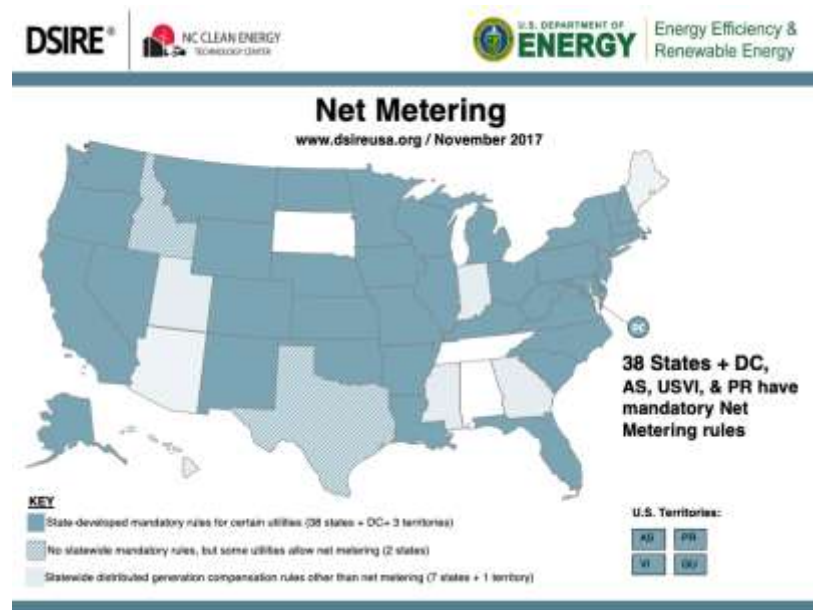 DSIRE®
NC CLEAN ENERGY
TECHNOLOGY CENTER
U.S. DEPARTMENT OF
ENERGY
Energy Efficiency &
Renewable Energy
Net Metering
www.dsireusa.org / November 2017
DC
38 States + DC,
AS, USVI, & PR have
mandatory Net
Metering rules
KEY
State-developed mandatory rules for certain utilities (38 states + DC+ 3 territories)
No statewide mandatory rules, but some utilities allow net metering (2 states)
Statewide distributed generation compensation rules other than net metering (7 states + 1 territory)
U.S. Territories:
AS PR
VI GU